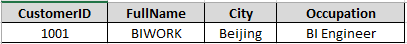 CustomerID FullName City Occupation
1001 BIWORK Beijing BI Engineer